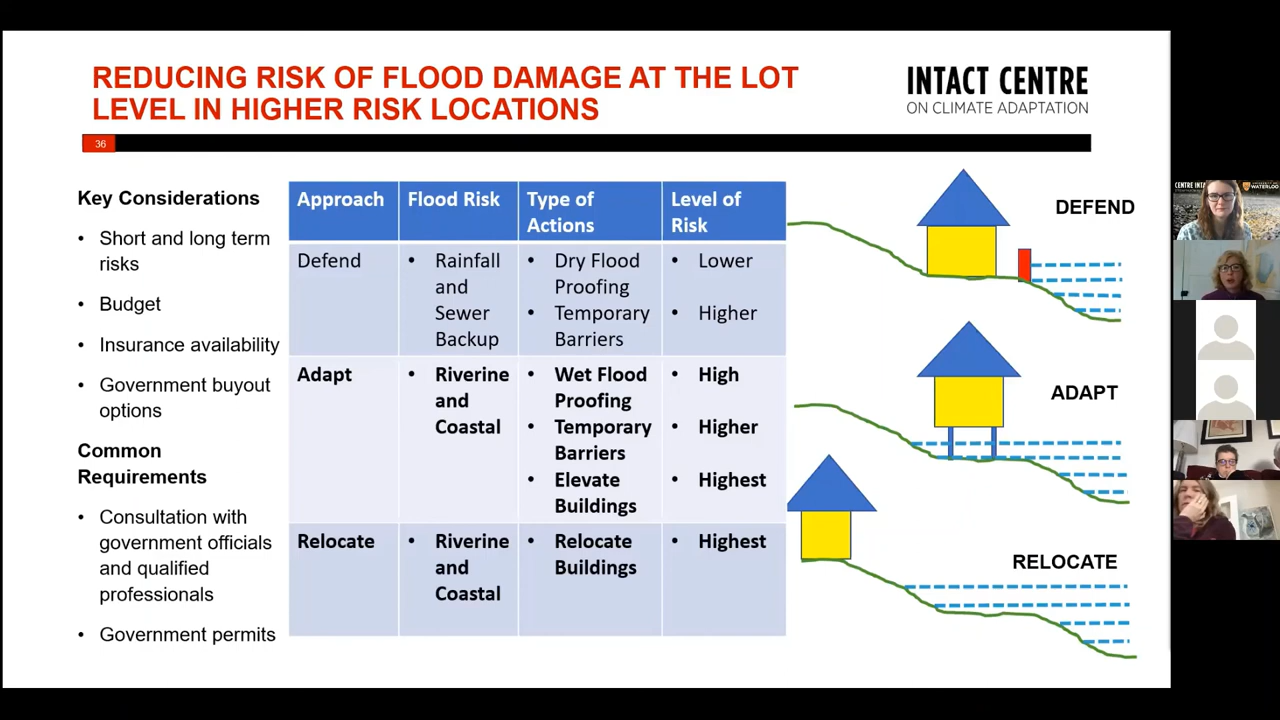 REDUCING RISK OF FLOOD DAMAGE AT THE LOT
LEVEL IN HIGHER RISK LOCATIONS
INTACT CENTRE
ON CLIMATE ADAPTATION
36
Key Considerations
• Short and long term
risks
• Budget
• Insurance availability
• Government buyout
options
Common
Requirements
• Consultation with
government officials
and qualified
professionals
• Government permits
Approach
Flood Risk
Type of
Actions
Level of
Risk
Defend
• Rainfall
and
Sewer
Backup
• Dry Flood
Proofing
• Temporary
Barriers
• Lower
• Higher
Adapt
• Riverine
and
Coastal
• Wet Flood
Proofing
• Temporary
Barriers
• Elevate
Buildings
• High
• Higher
• Highest
Relocate
• Riverine
and
Coastal
• Relocate
Buildings
• Highest
DEFEND
ADAPT
RELOCATE
CENTRE INTA
WATERLOO